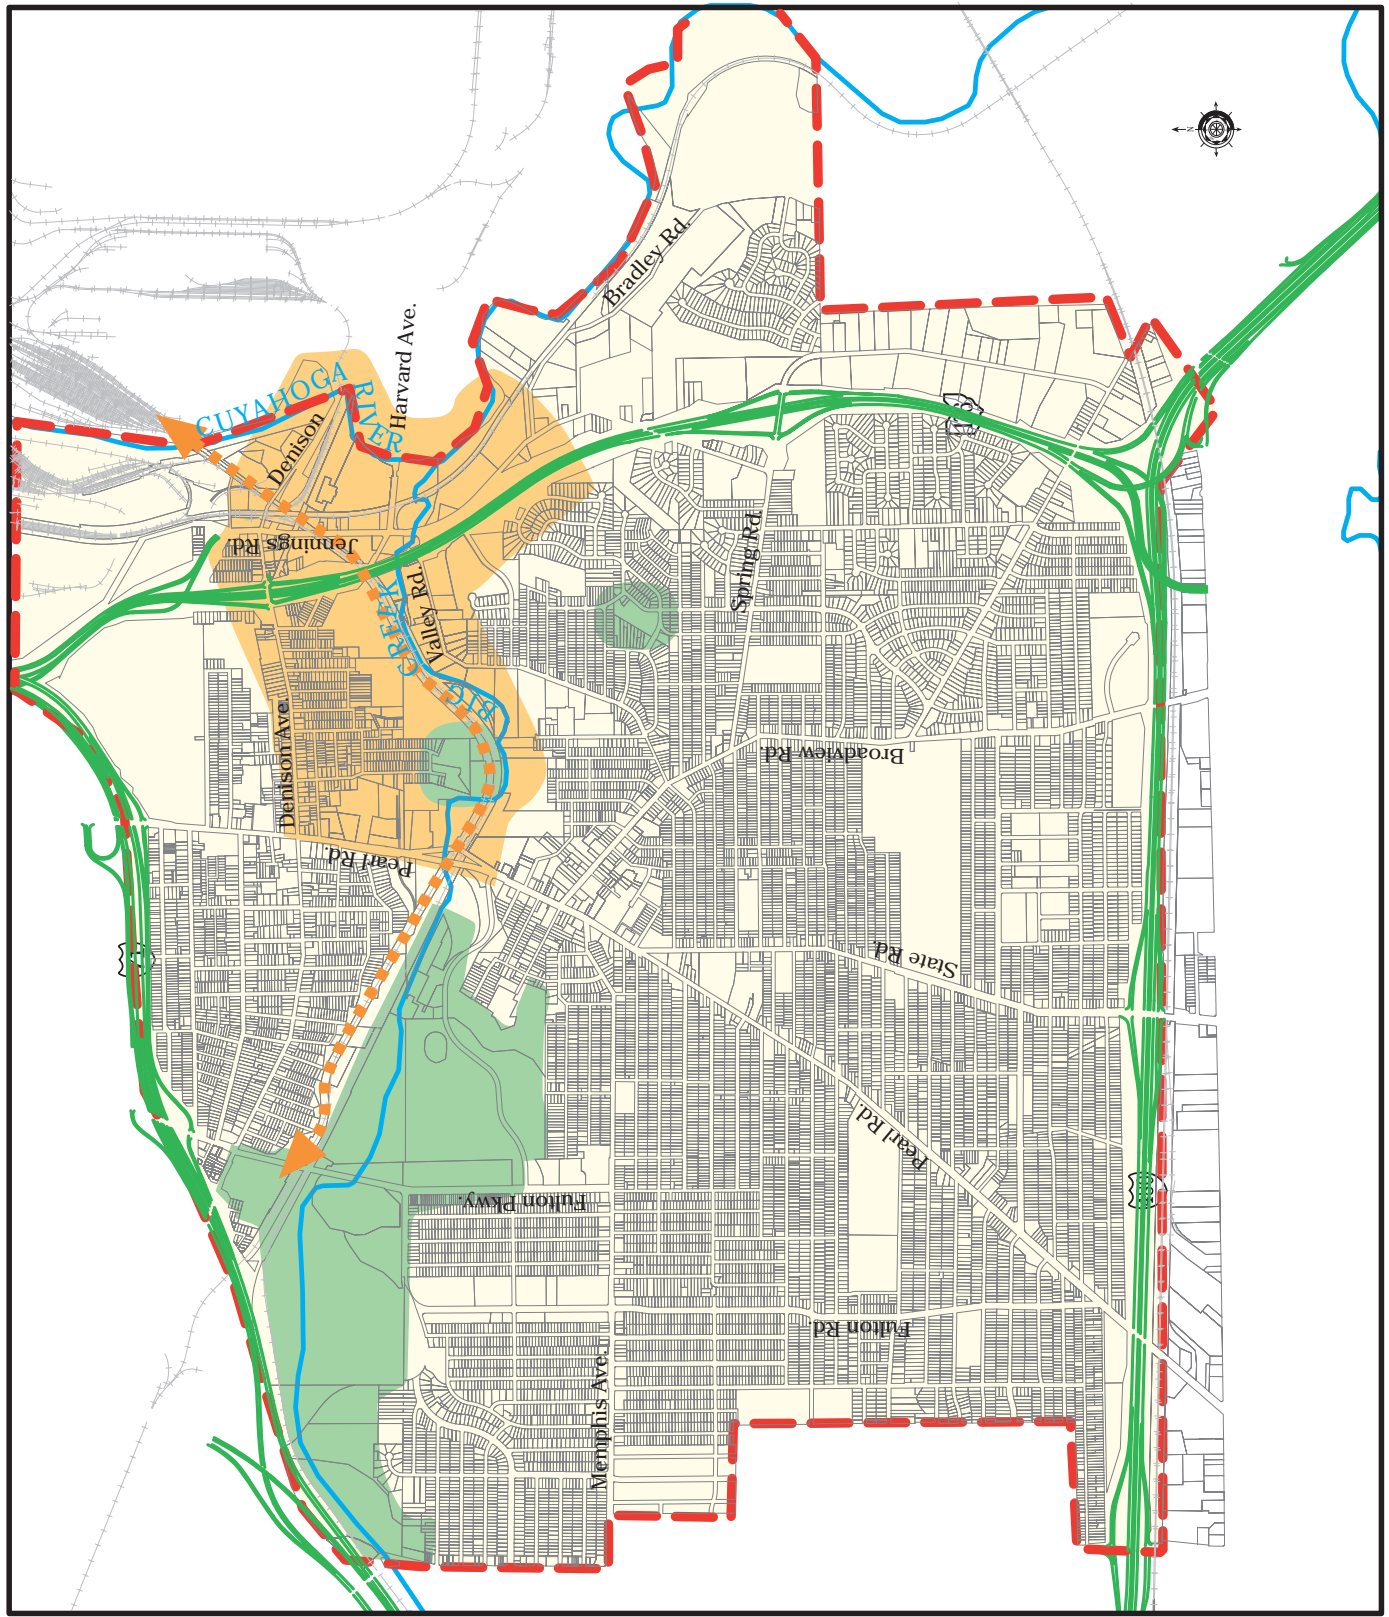 N
Bradley Rd.
Harvard Ave.
CUYAHOGA
RIVER
Denison
Jennings Rd.
Spring Rd.
Valley Rd.
BIG CREEK
Denison Ave.
Broadview Rd.
Pearl Rd.
State Rd.
Pearl Rd.
Fulton Pkwy.
Fulton Rd.
Memphis Ave.